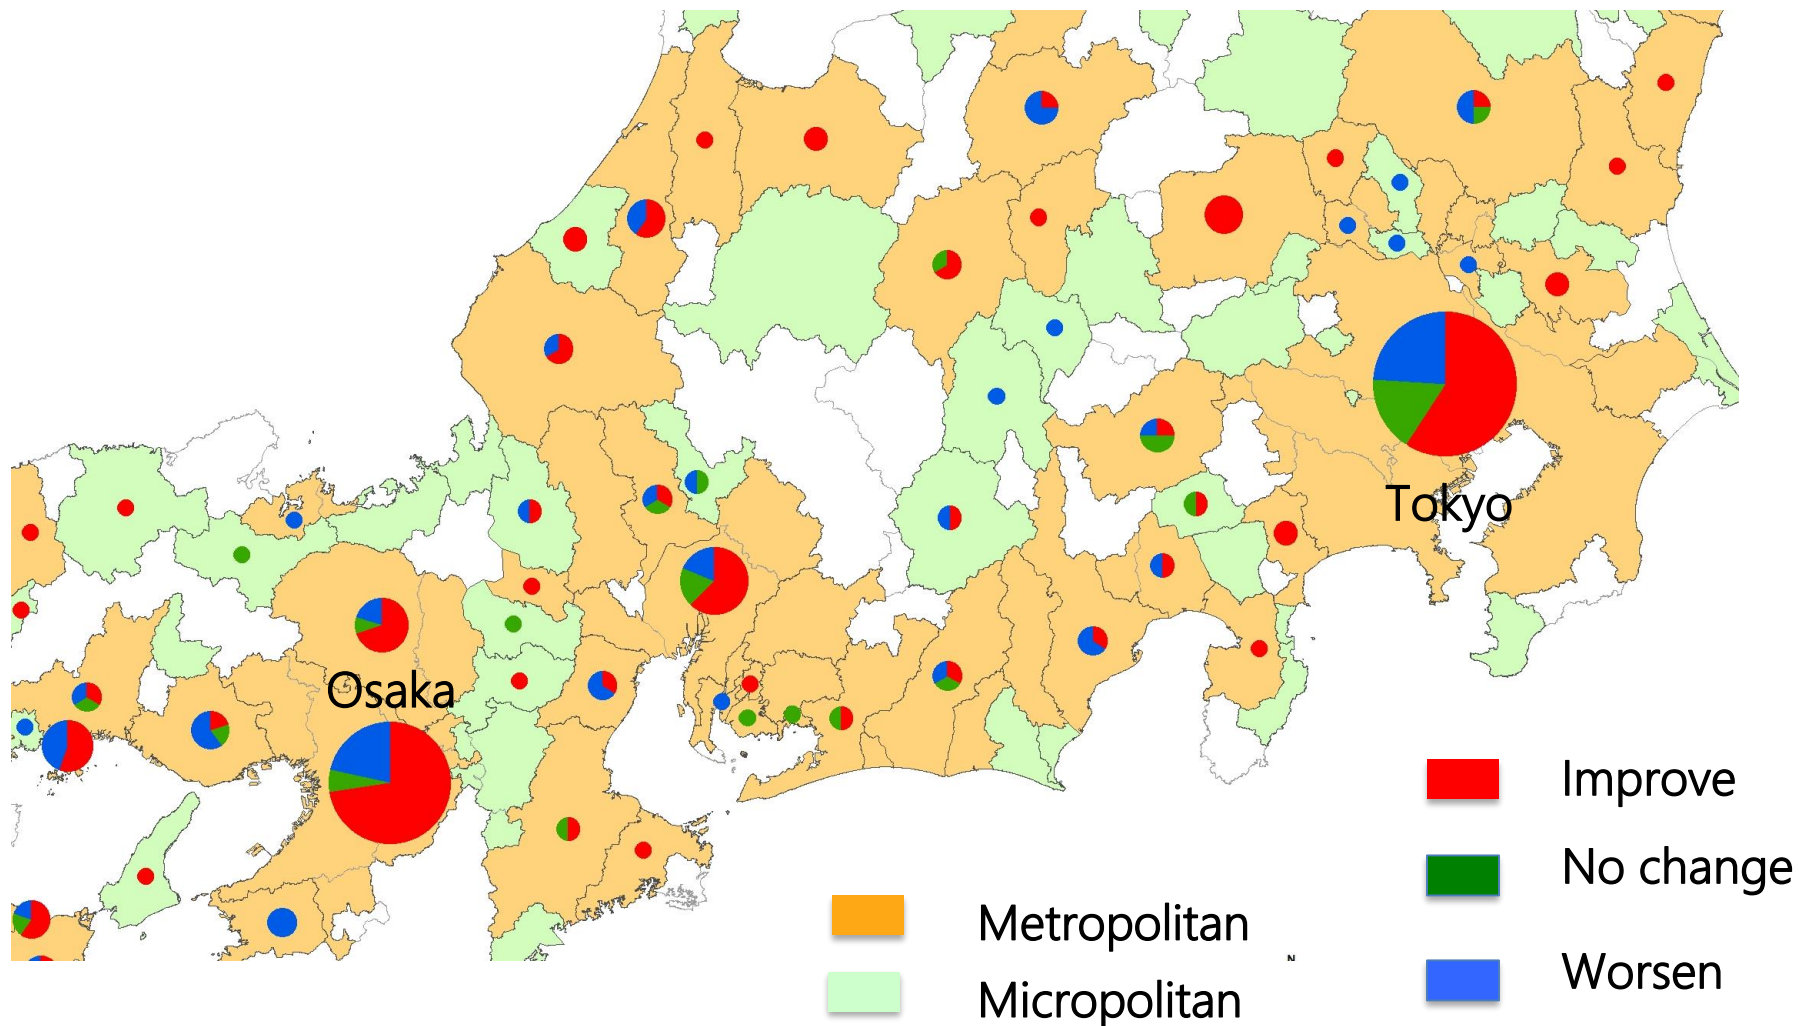 Tokyo
Osaka
Improve
No change
Metropolitan
N
Worsen
Micropolitan